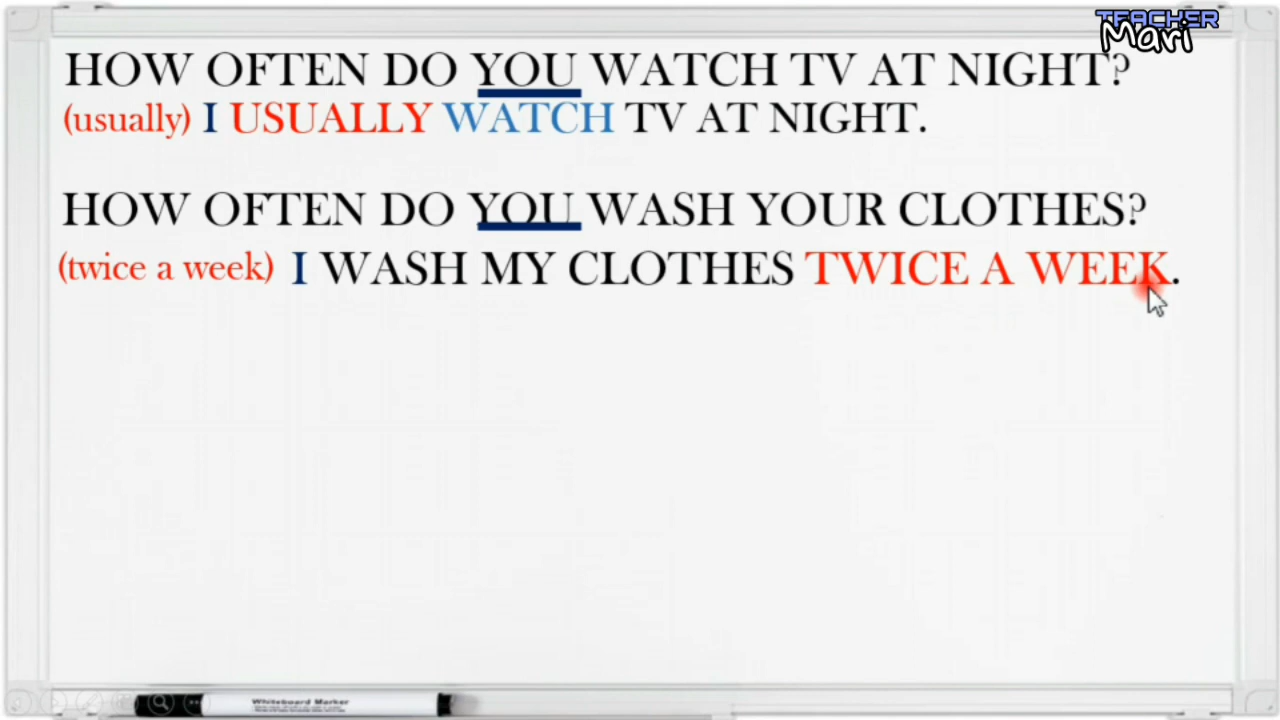 TEACHER
Mari
HOW OFTEN DO YOU WATCH TV AT NIGHT?
(usually) I USUALLY WATCH TV AT NIGHT.
HOW OFTEN DO YOU WASH YOUR CLOTHES?
(twice a week) I WASH MY CLOTHES TWICE A WEEK.
Whiteboard Marker